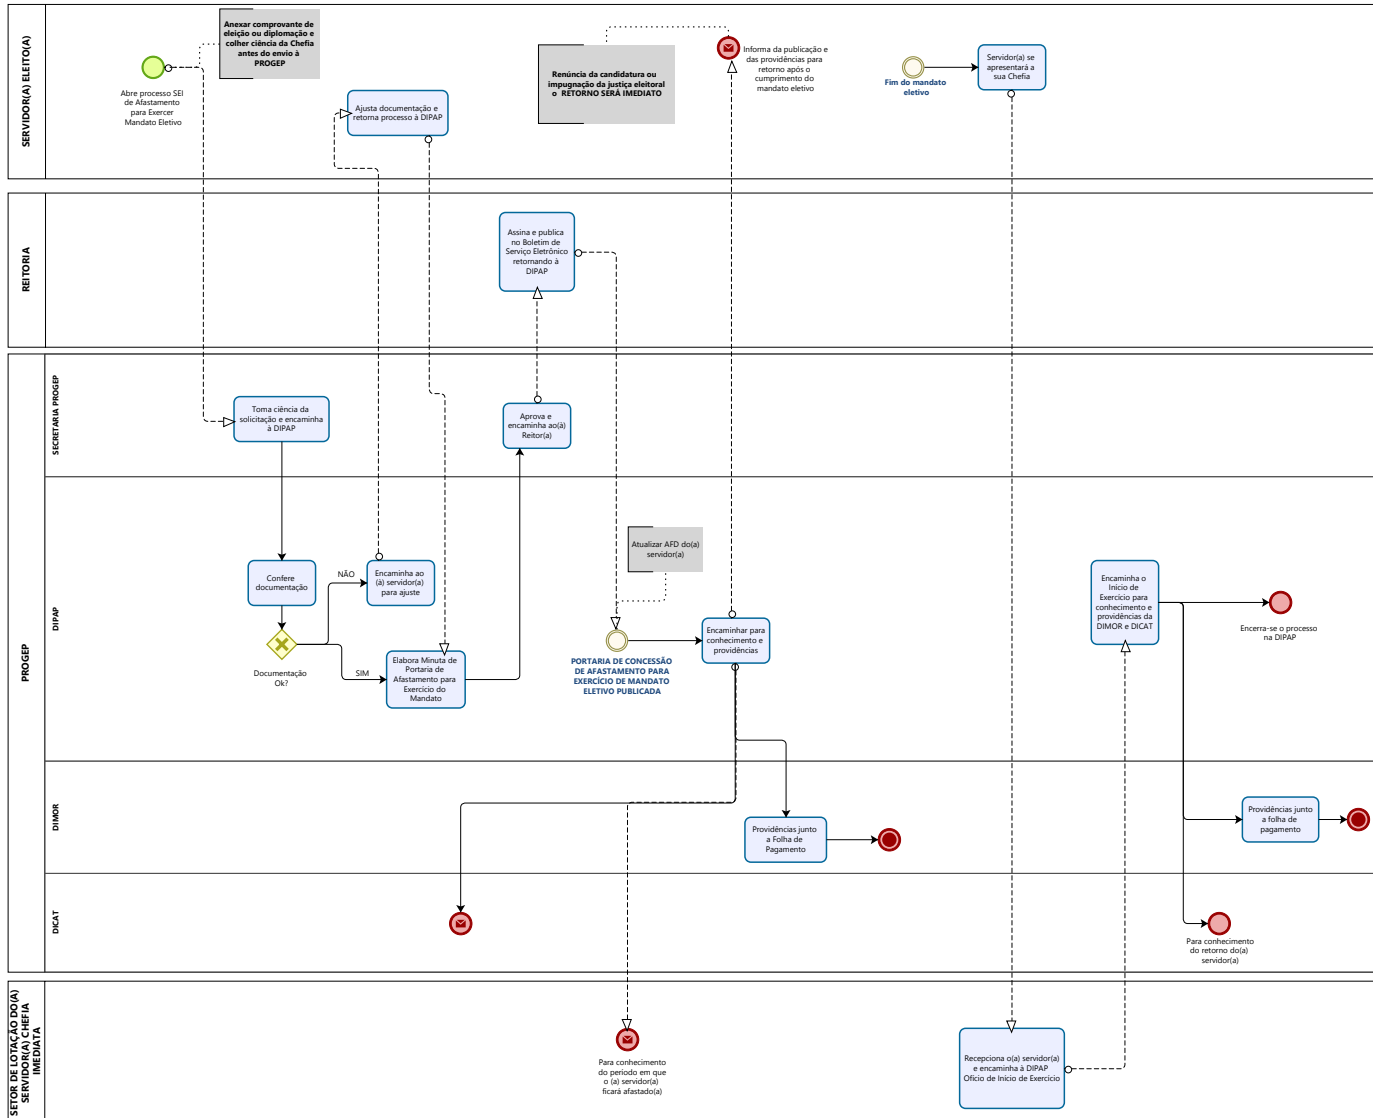 SERVIDOR(A) ELEITO(A)
Abre processo SEI
de Afastamento
para Exercer
Mandato Eletivo
Anexar comprovante de
eleição ou diplomação e
colher ciência da Chefia
antes do envio à
PROGEP
Ajusta documentação e
retorna processo à DIPAP
Renúncia da candidatura ou
impugnação da justiça eleitoral
o RETORNO SERÁ IMEDIATO
Informa da publicação e
das providências para
retorno após o
cumprimento do
mandato eletivo
Fim do mandato
eletivo
Servidor(a) se
apresentará a
sua Chefia
REITORIA
Assina e publica
no Boletim de
Serviço Eletrônico
retornando à
DIPAP
PROGEP
SECRETARIA PROGEP
Toma ciência da
solicitação e encaminha
à DIPAP
Aprova e
encaminha ao(à)
Reitor(a)
DIPAP
Confere
documentação
Documentação
Ok?
NÃO
SIM
Encaminha ao
(à) servidor(a)
para ajuste
Elabora Minuta de
Portaria de
Afastamento para
Exercício do
Mandato
Atualizar AFD do(a)
servidor(a)
PORTARIA DE CONCESSÃO
DE AFASTAMENTO PARA
EXERCÍCIO DE MANDATO
ELETIVO PUBLICADA
Encaminhar para
conhecimento e
providências
Encaminha o
Início de
Exercício para
conhecimento e
providências da
DIMOR e DICAT
Encerra-se o processo
na DIPAP
DIMOR
Providências junto
a Folha de
Pagamento
Providências junto
a folha de
pagamento
DICAT
Para conhecimento
do retorno do(a)
servidor(a)
SETOR DE LOTAÇÃO DO(A)
SERVIDOR(A) CHEFIA
IMEDIATA
Para conhecimento
do período em que
o (a) servidor(a)
ficará afastado(a)
Recepciona o(a) servidor(a)
e encaminha à DIPAP
Ofício de Início de Exercício